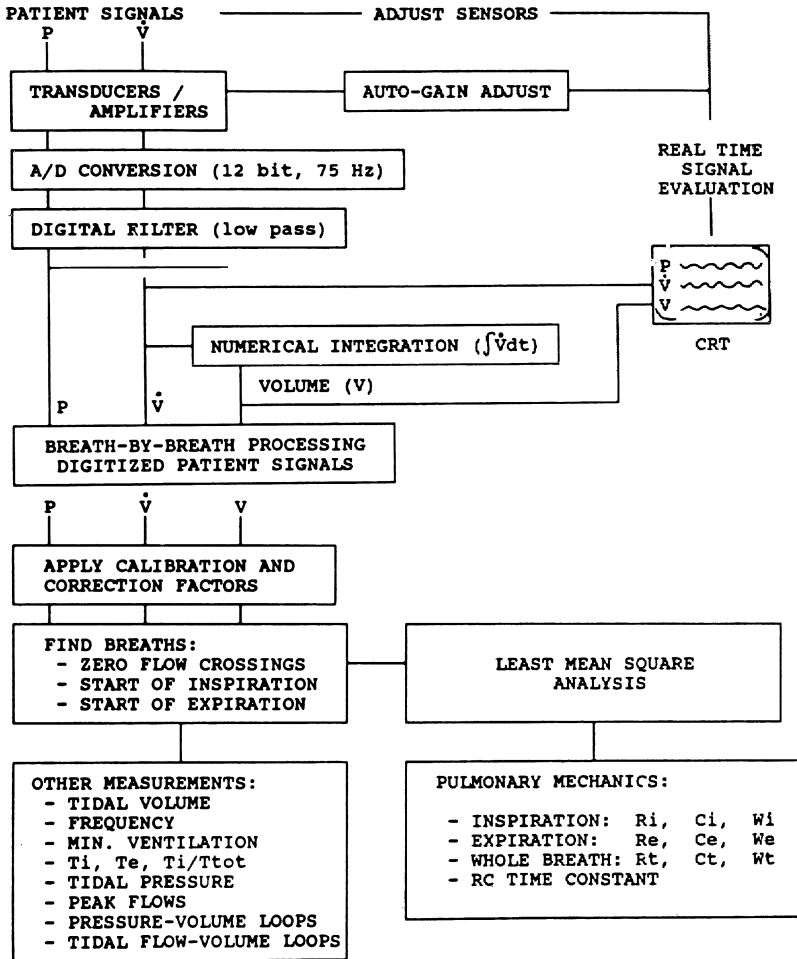 PATIENT SIGNALS
ADJUST SENSORS
P V̇
TRANSDUCERS /
AMPLIFIERS
AUTO-GAIN ADJUST
A/D CONVERSION (12 bit, 75 Hz)
REAL TIME
SIGNAL
EVALUATION
DIGITAL FILTER (low pass)
P
V̇
V
CRT
NUMERICAL INTEGRATION (∫V̇dt)
VOLUME (V)
P V̇
BREATH-BY-BREATH PROCESSING
DIGITIZED PATIENT SIGNALS
P V̇ V
APPLY CALIBRATION AND
CORRECTION FACTORS
FIND BREATHS:
- ZERO FLOW CROSSINGS
- START OF INSPIRATION
- START OF EXPIRATION
LEAST MEAN SQUARE
ANALYSIS
OTHER MEASUREMENTS:
- TIDAL VOLUME
- FREQUENCY
- MIN. VENTILATION
- Ti, Te, Ti/Ttot
- TIDAL PRESSURE
- PEAK FLOWS
- PRESSURE-VOLUME LOOPS
- TIDAL FLOW-VOLUME LOOPS
PULMONARY MECHANICS:
- INSPIRATION: Ri, Ci, Wi
- EXPIRATION: Re, Ce, We
- WHOLE BREATH: Rt, Ct, Wt
- RC TIME CONSTANT